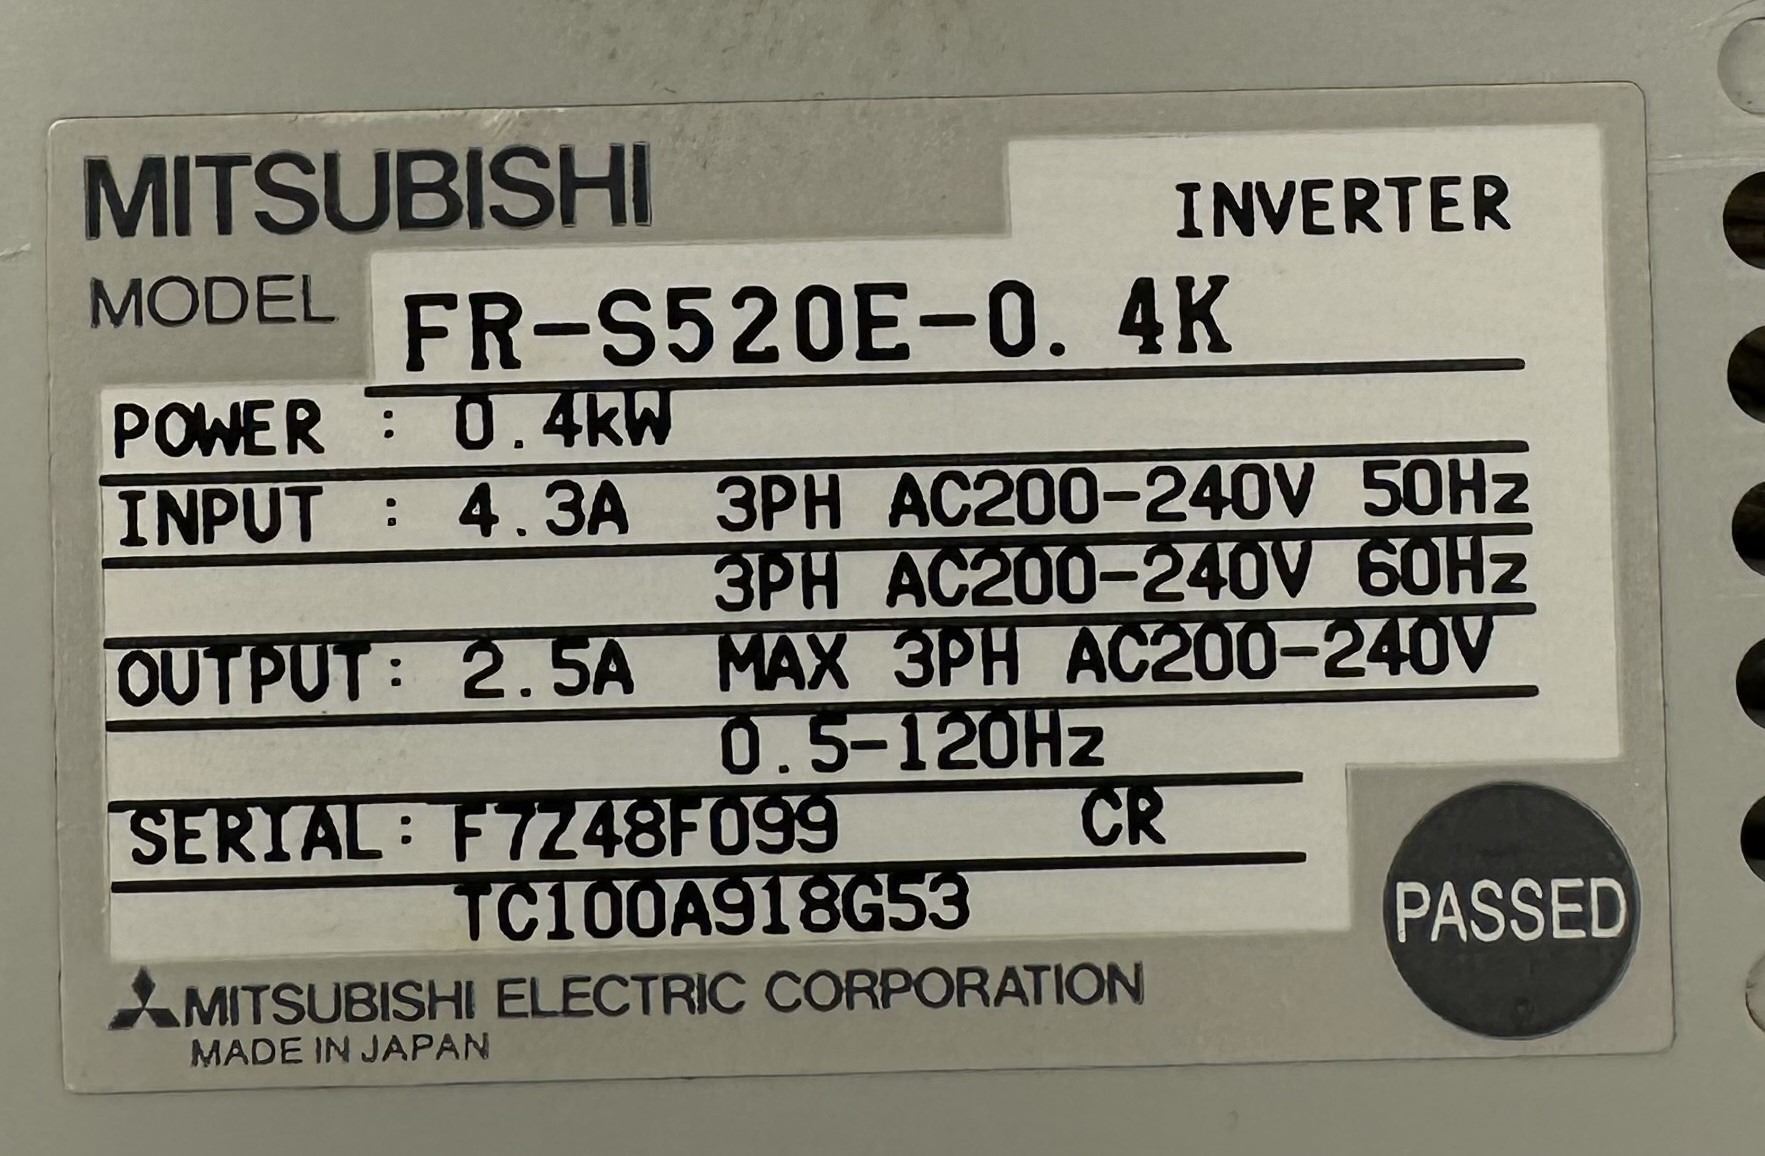 MITSUBISHI
INVERTER
MODEL FR-S520E-0.4K
POWER : 0.4kW
INPUT : 4.3A 3PH AC200-240V 50Hz
3PH AC200-240V 60Hz
OUTPUT: 2.5A MAX 3PH AC200-240V
0.5-120Hz
SERIAL: F7Z48F099 CR
TC100A918G53
PASSED
MITSUBISHI ELECTRIC CORPORATION
MADE IN JAPAN